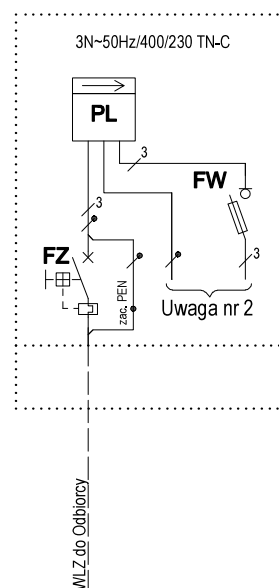 3N~50Hz/400/230 TN-C
PL
3
FW
3
FZ
zac. PEN
3
Uwaga nr 2
WLZ do Odbiorcy